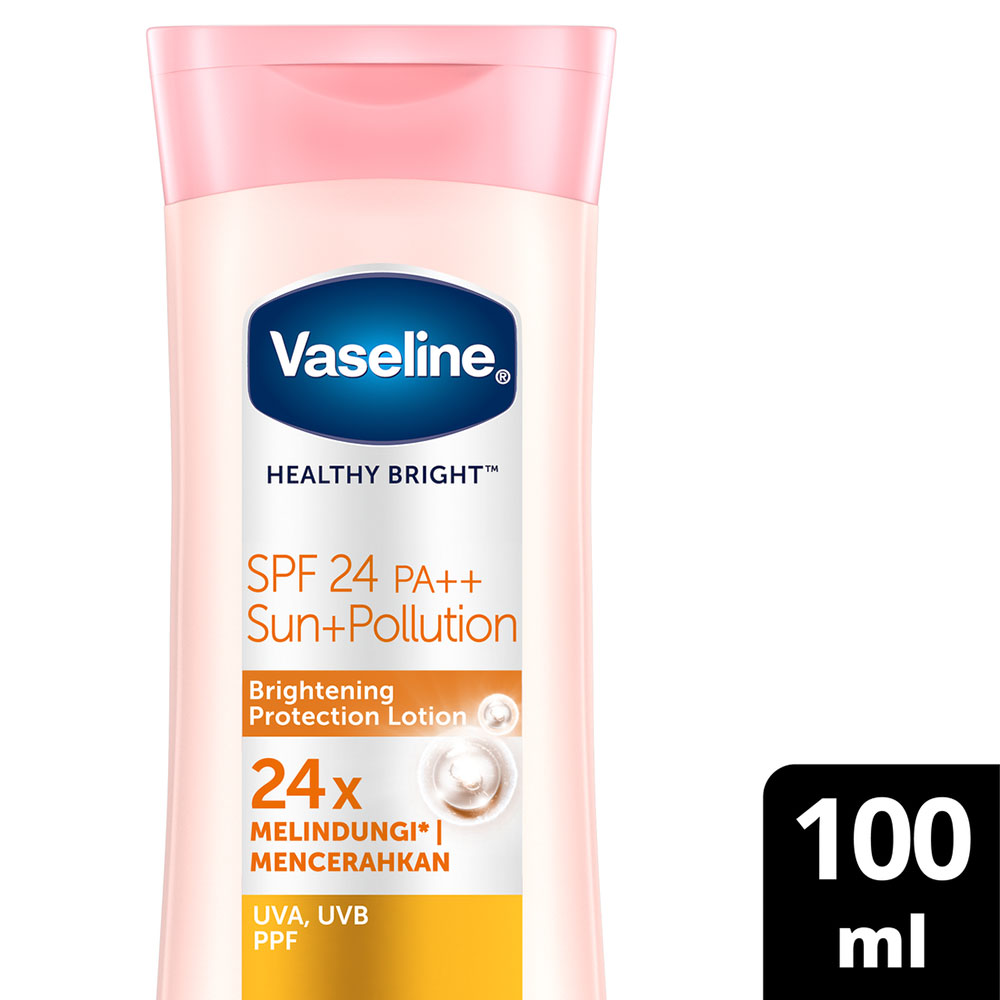 Vaseline®
HEALTHY BRIGHT™
SPF 24 PA++
Sun+Pollution
Brightening
Protection Lotion
24x
MELINDUNGI* |
MENCERAHKAN
UVA, UVB
PPF
100
ml